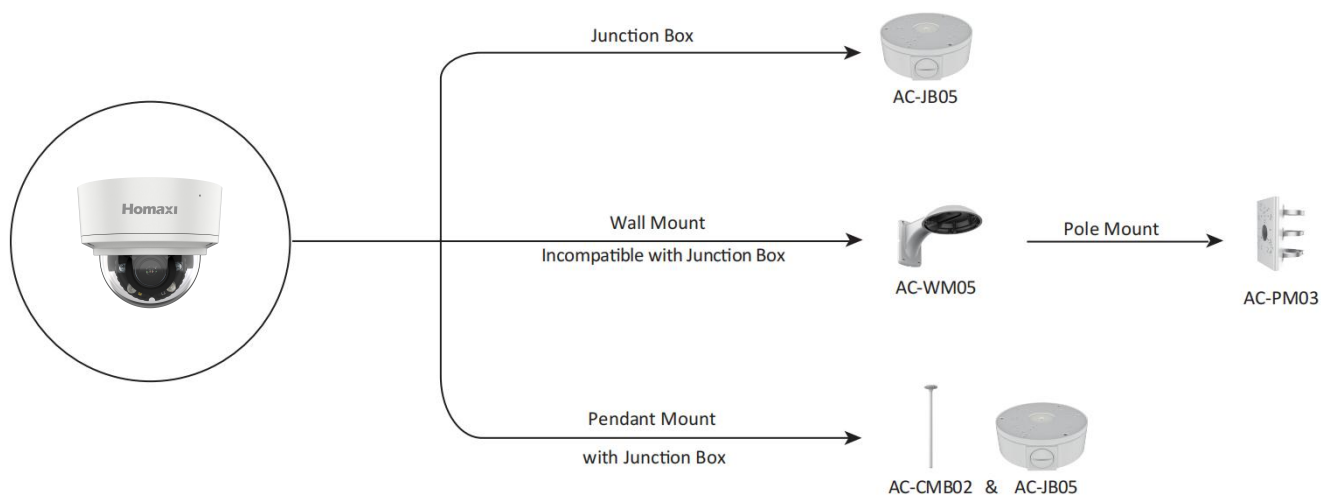 Junction Box
AC-JB05
Homaxi
Wall Mount
Incompatible with Junction Box
AC-WM05
Pole Mount
AC-PM03
Pendant Mount
with Junction Box
AC-CMB02 & AC-JB05